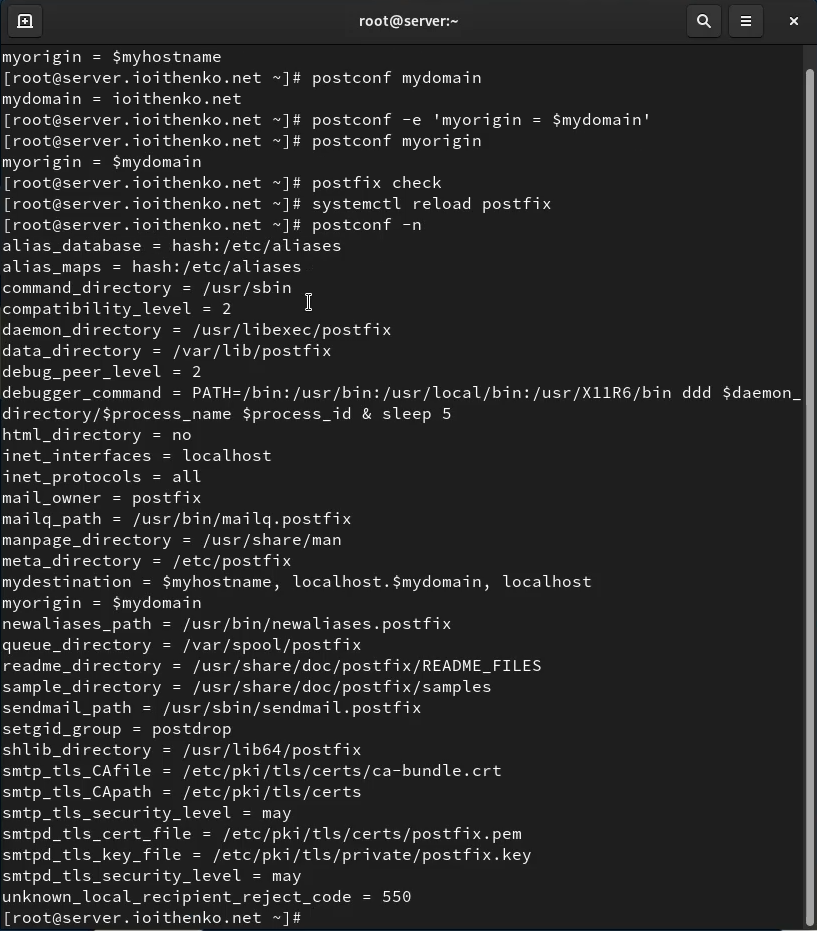 root@server:~
myorigin = $myhostname
[root@server.ioithenko.net ~]# postconf mydomain
mydomain = ioithenko.net
[root@server.ioithenko.net ~]# postconf -e 'myorigin = $mydomain'
[root@server.ioithenko.net ~]# postconf myorigin
myorigin = $mydomain
[root@server.ioithenko.net ~]# postfix check
[root@server.ioithenko.net ~]# systemctl reload postfix
[root@server.ioithenko.net ~]# postconf -n
alias_database = hash:/etc/aliases
alias_maps = hash:/etc/aliases
command_directory = /usr/sbin
compatibility_level = 2
daemon_directory = /usr/libexec/postfix
data_directory = /var/lib/postfix
debug_peer_level = 2
debugger_command = PATH=/bin:/usr/bin:/usr/local/bin:/usr/X11R6/bin ddd $daemon_
directory/$process_name $process_id & sleep 5
html_directory = no
inet_interfaces = localhost
inet_protocols = all
mail_owner = postfix
mailq_path = /usr/bin/mailq.postfix
manpage_directory = /usr/share/man
meta_directory = /etc/postfix
mydestination = $myhostname, localhost.$mydomain, localhost
myorigin = $mydomain
newaliases_path = /usr/bin/newaliases.postfix
queue_directory = /var/spool/postfix
readme_directory = /usr/share/doc/postfix/README_FILES
sample_directory = /usr/share/doc/postfix/samples
sendmail_path = /usr/sbin/sendmail.postfix
setgid_group = postdrop
shlib_directory = /usr/lib64/postfix
smtp_tls_CAfile = /etc/pki/tls/certs/ca-bundle.crt
smtp_tls_CApath = /etc/pki/tls/certs
smtp_tls_security_level = may
smtpd_tls_cert_file = /etc/pki/tls/certs/postfix.pem
smtpd_tls_key_file = /etc/pki/tls/private/postfix.key
smtpd_tls_security_level = may
unknown_local_recipient_reject_code = 550
[root@server.ioithenko.net ~]#